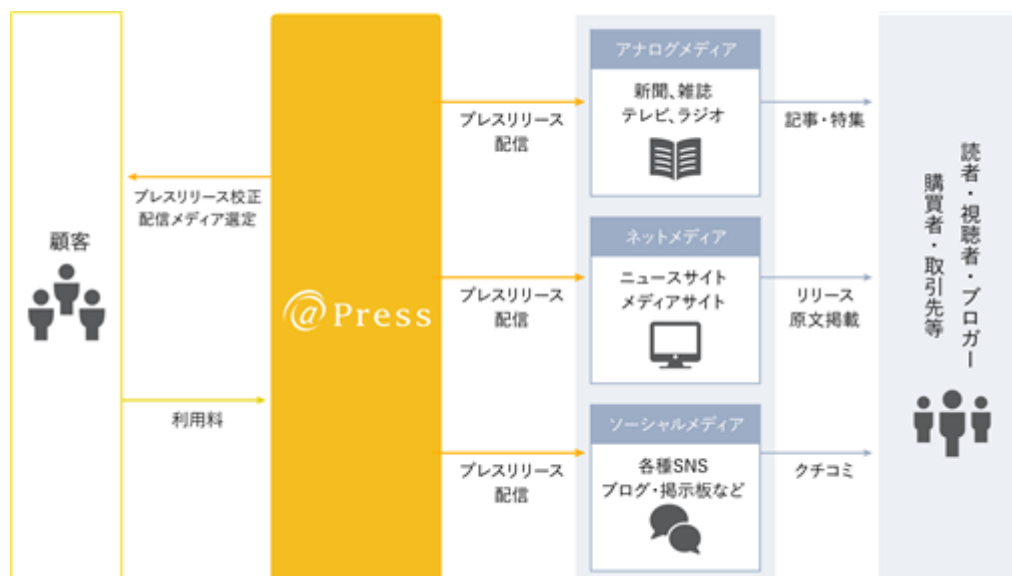 顧客
プレスリリース校正
配信メディア選定
利用料
@Press
プレスリリース
配信
プレスリリース
配信
プレスリリース
配信
アナログメディア
新聞、雑誌
テレビ、ラジオ
ネットメディア
ニュースサイト
メディアサイト
ソーシャルメディア
各種SNS
ブログ・掲示板など
記事・特集
リリース
原文掲載
クチコミ
読者・視聴者・ブロガー
購買者・取引先等